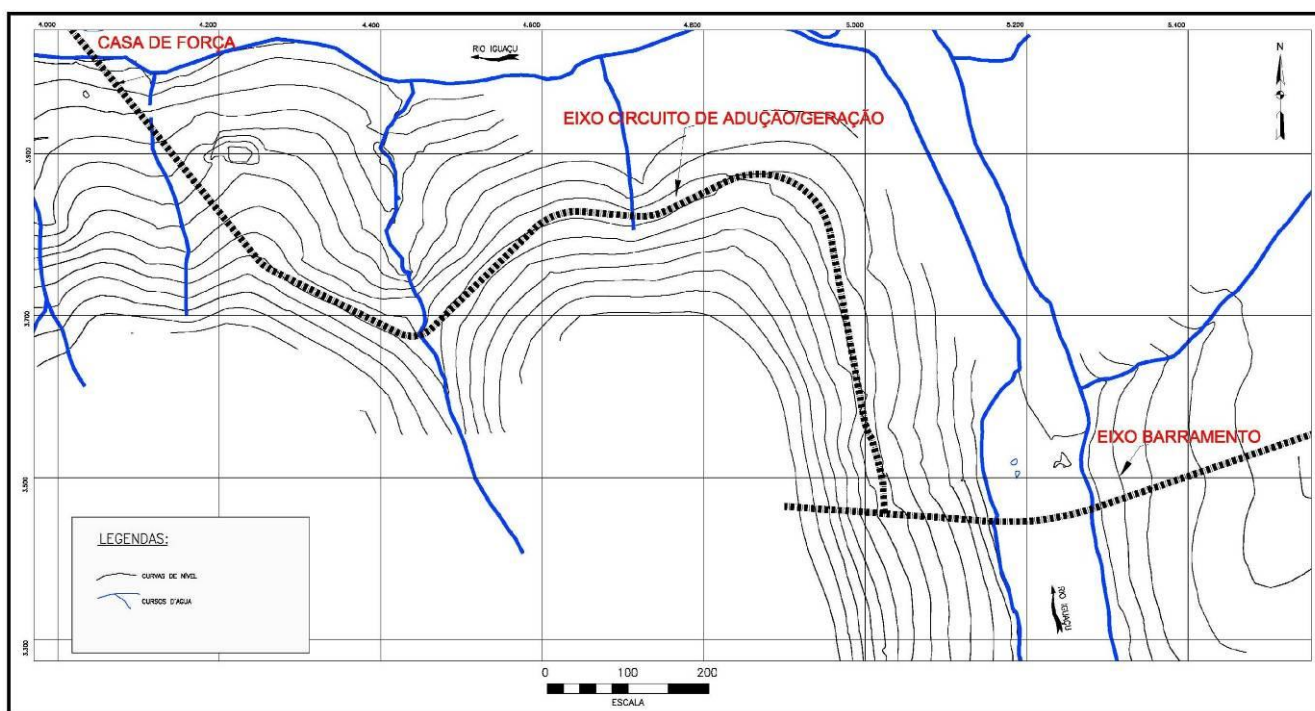 4.000 4.200 4.400 4.600 4.800 5.000 5.200 5.400
CASA DE FORÇA
RIO IGUAÇU
N
EIXO CIRCUITO DE ADUÇÃO/GERAÇÃO
3.900
3.700
EIXO BARRAMENTO
3.500
LEGENDAS:
CURVAS DE NÍVEL
CURSOS D'AGUA
RIO IGUAÇU
3.300
0 100 200
ESCALA